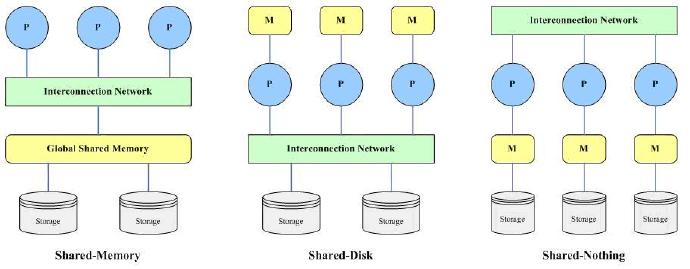 P P P
Interconnection Network
Global Shared Memory
Storage Storage
Shared-Memory
M M M
P P P
Interconnection Network
Storage Storage
Shared-Disk
Interconnection Network
P P P
M M M
Storage Storage Storage
Shared-Nothing